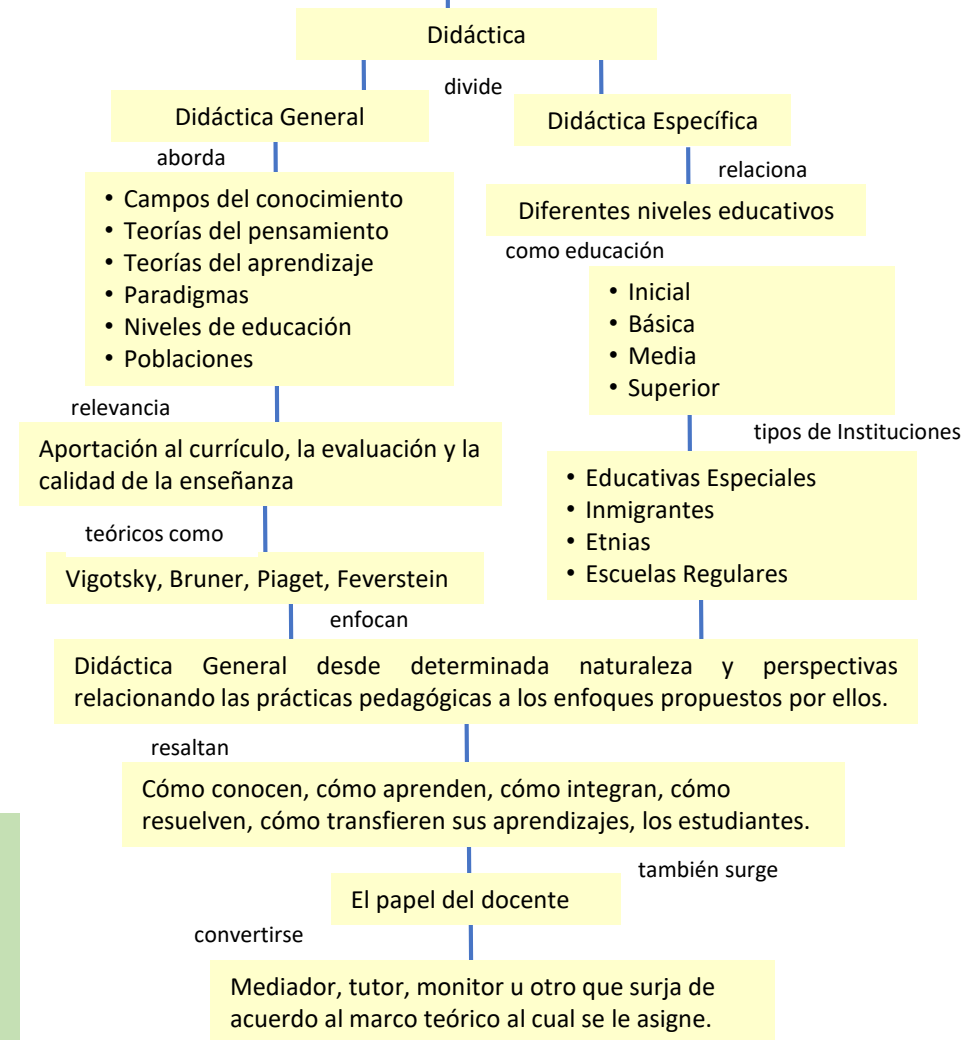 Didáctica
divide
Didáctica General
Didáctica Específica
aborda
relaciona
• Campos del conocimiento
• Teorías del pensamiento
• Teorías del aprendizaje
• Paradigmas
• Niveles de educación
• Poblaciones
Diferentes niveles educativos
como educación
• Inicial
• Básica
• Media
• Superior
relevancia
tipos de Instituciones
Aportación al currículo, la evaluación y la
calidad de la enseñanza
• Educativas Especiales
• Inmigrantes
• Etnias
• Escuelas Regulares
teóricos como
Vigotsky, Bruner, Piaget, Feverstein
enfocan
Didáctica General desde determinada naturaleza y perspectivas
relacionando las prácticas pedagógicas a los enfoques propuestos por ellos.
resaltan
Cómo conocen, cómo aprenden, cómo integran, cómo
resuelven, cómo transfieren sus aprendizajes, los estudiantes.
también surge
El papel del docente
convertirse
Mediador, tutor, monitor u otro que surja de
acuerdo al marco teórico al cual se le asigne.